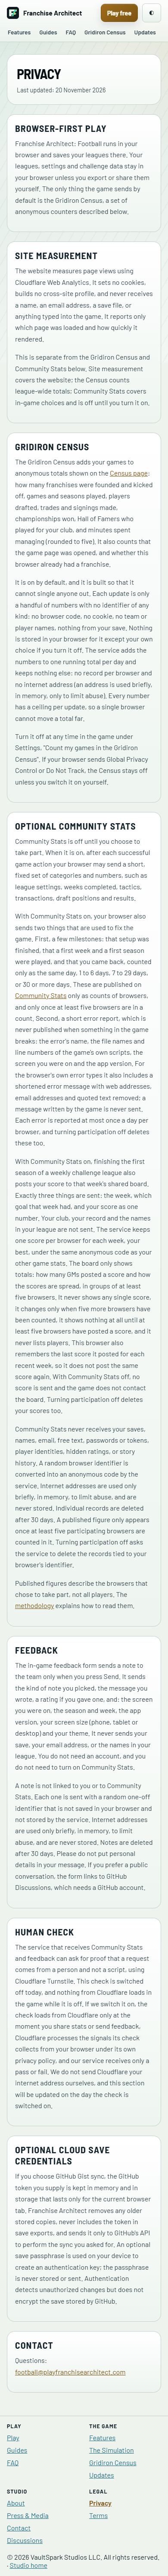 Franchise Architect
Play free
Features Guides FAQ Gridiron Census Updates
PRIVACY
Last updated: 20 November 2026
BROWSER-FIRST PLAY
Franchise Architect: Football runs in your
browser and saves your leagues there. Your
leagues, settings and challenge data stay in
that browser unless you export or share them
yourself. The only thing the game sends by
default is the Gridiron Census, a set of
anonymous counters described below.
SITE MEASUREMENT
The website measures page views using
Cloudflare Web Analytics. It sets no cookies,
builds no cross-site profile, and never receives
a name, an email address, a save file, or
anything typed into the game. It reports only
which page was loaded and how quickly it
rendered.
This is separate from the Gridiron Census and
Community Stats below. Site measurement
covers the website; the Census counts
league-wide totals; Community Stats covers
in-game choices and is off until you turn it on.
GRIDIRON CENSUS
The Gridiron Census adds your games to
anonymous totals shown on the Census page:
how many franchises were founded and kicked
off, games and seasons played, players
drafted, trades and signings made,
championships won, Hall of Famers who
played for your club, and minutes spent
managing (rounded to five). It also counts that
the desk page was opened, and whether this
browser already had a franchise.
It is on by default, and it is built so that it
cannot single anyone out. Each update is only
a handful of numbers with no identifier of any
kind: no browser code, no cookie, no team or
player names, nothing from your save. Nothing
is stored in your browser for it except your own
choice if you turn it off. The service adds the
numbers to one running total per day and
keeps nothing else: no record per browser and
no internet addresses (an address is used only,
in memory, only to limit abuse). Every number
has a ceiling per update, so a single browser
cannot move a total far.
Turn it off at any time in the game under
Settings, "Count my games in the Gridiron
Census". If your browser sends Global Privacy
Control or Do Not Track, the Census stays off
unless you switch it on yourself.
OPTIONAL COMMUNITY STATS
Community Stats is off until you choose to
take part. When it is on, after each successful
game action your browser may send a short,
fixed set of categories and numbers, such as
league settings, weeks completed, tactics,
transactions, draft positions and results.
With Community Stats on, your browser also
sends two things that are used to fix the
game. First, a few milestones: that setup was
finished, that a first week and a first season
were played, and that you came back, counted
only as the same day, 1 to 6 days, 7 to 29 days,
or 30 or more days. These are published on
Community Stats only as counts of browsers,
and only once at least five browsers are in a
count. Second, a short error report, which is
never published, when something in the game
breaks: the error's name, the file and
line numbers of the game's own scripts, the
screen you were on and the app version. For
the browser's own error types it also includes a
shortened error message with web addresses,
email addresses and quoted text removed; a
message written by the game is never sent.
Each error is reported at most once a day per
browser, and turning participation off deletes
these too.
With Community Stats on, finishing the first
season of a weekly challenge league also
posts your score to that week's shared board.
Exactly three things are sent: the week, which
goal that week had, and your score as one
number. Your club, your record and the names
in your league are not sent. The service keeps
one score per browser for each week, your
best, under the same anonymous code as your
other game stats. The board only shows
totals: how many GMs posted a score and how
the scores are spread, in groups of at least
five browsers. It never shows any single score,
it changes only when five more browsers have
been counted, it shows nothing at all until at
least five browsers have posted a score, and it
never lists players. This browser also
remembers the last score it posted for each
recent week, so it does not send the same
score again. With Community Stats off, no
score is sent and the game does not contact
the board. Turning participation off deletes
your scores too.
Community Stats never receives your saves,
names, email, free text, passwords or tokens,
player identities, hidden ratings, or story
history. A random browser identifier is
converted into an anonymous code by the
service. Internet addresses are used only
briefly, in memory, to limit abuse, and are not
stored. Individual records are deleted
after 30 days. A published figure only appears
once at least five participating browsers are
counted in it. Turning participation off asks
the service to delete the records tied to your
browser's identifier.
Published figures describe the browsers that
chose to take part, not all players. The
methodology explains how to read them.
FEEDBACK
The in-game feedback form sends a note to
the team only when you press Send. It sends
the kind of note you picked, the message you
wrote, a rating if you gave one, and: the screen
you were on, the season and week, the app
version, your screen size (phone, tablet or
desktop) and your theme. It never sends your
save, your email address, or the names in your
league. You do not need an account, and you
do not need to turn on Community Stats.
A note is not linked to you or to Community
Stats. Each one is sent with a random one-off
identifier that is not saved in your browser and
not stored by the service. Internet addresses
are used only briefly, in memory, to limit
abuse, and are never stored. Notes are deleted
after 30 days. Please do not put personal
details in your message. If you prefer a public
conversation, the form links to GitHub
Discussions, which needs a GitHub account.
HUMAN CHECK
The service that receives Community Stats
and feedback can ask for proof that a request
comes from a person and not a script, using
Cloudflare Turnstile. This check is switched
off today, and nothing from Cloudflare loads in
the game while it is off. If we switch it on, the
check loads from Cloudflare only at the
moment you share stats or send feedback,
Cloudflare processes the signals its check
collects from your browser under its own
privacy policy, and our service sees only a
pass or fail. We do not send Cloudflare your
internet address ourselves, and this section
will be updated on the day the check is
switched on.
OPTIONAL CLOUD SAVE
CREDENTIALS
If you choose GitHub Gist sync, the GitHub
token you supply is kept in memory and in
storage that lasts only for the current browser
tab. Franchise Architect does not save it in
franchise records, never includes the token in
save exports, and sends it only to GitHub's API
to perform the sync you asked for. An optional
save passphrase is used on your device to
create an authentication key; the passphrase
is never stored or sent. Authentication
detects unauthorized changes but does not
encrypt the save stored by GitHub.
CONTACT
Questions:
football@playfranchisearchitect.com
PLAY
Play
Guides
FAQ
THE GAME
Features
The Simulation
Gridiron Census
Updates
STUDIO
About
Press & Media
Contact
Discussions
LEGAL
Privacy
Terms
© 2026 VaultSpark Studios LLC. All rights reserved.
· Studio home